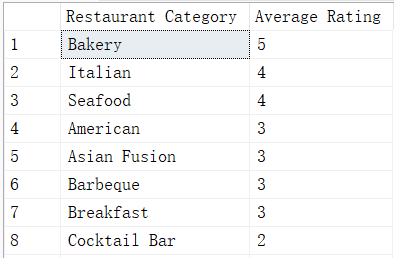 Restaurant Category Average Rating
1 Bakery 5
2 Italian 4
3 Seafood 4
4 American 3
5 Asian Fusion 3
6 Barbeque 3
7 Breakfast 3
8 Cocktail Bar 2